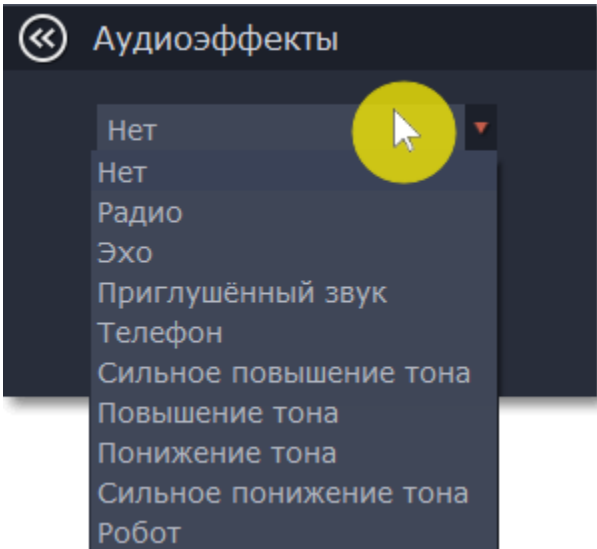 Аудиоэффекты
Нет
Нет
Радио
Эхо
Приглушённый звук
Телефон
Сильное повышение тона
Повышение тона
Понижение тона
Сильное понижение тона
Робот